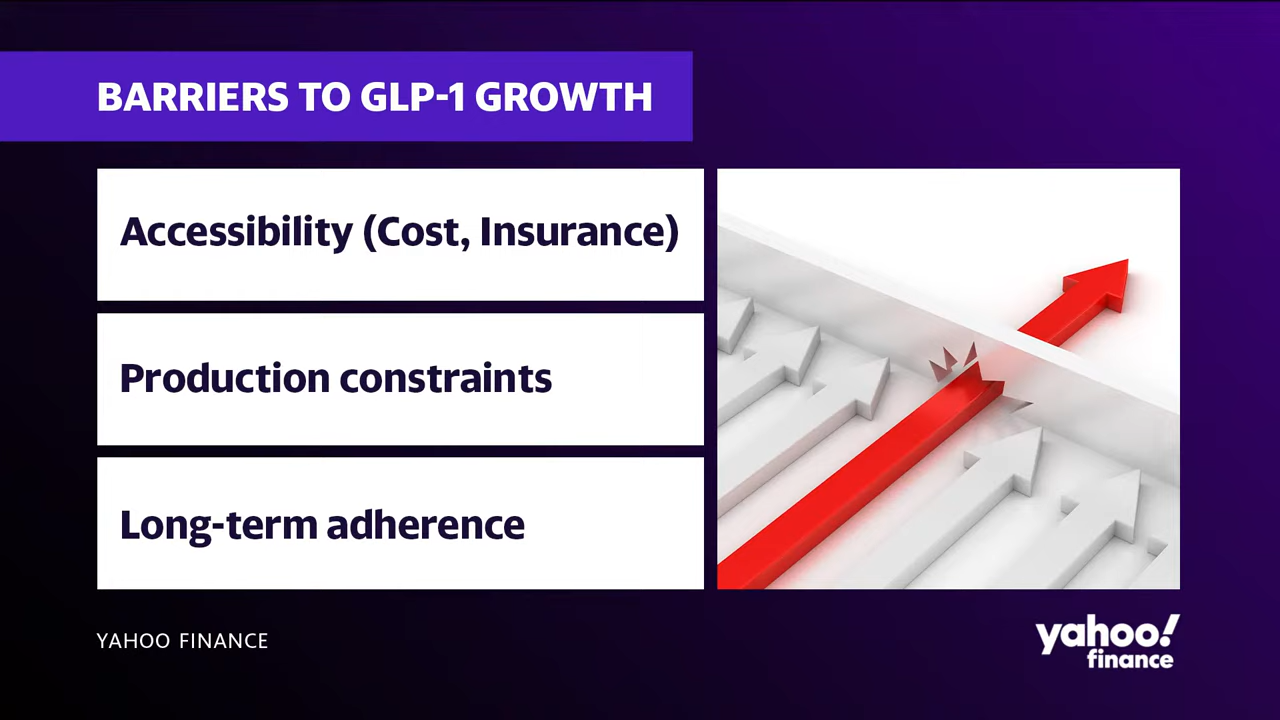 BARRIERS TO GLP-1 GROWTH
Accessibility (Cost, Insurance)
Production constraints
Long-term adherence
YAHOO FINANCE
yahoo!
finance